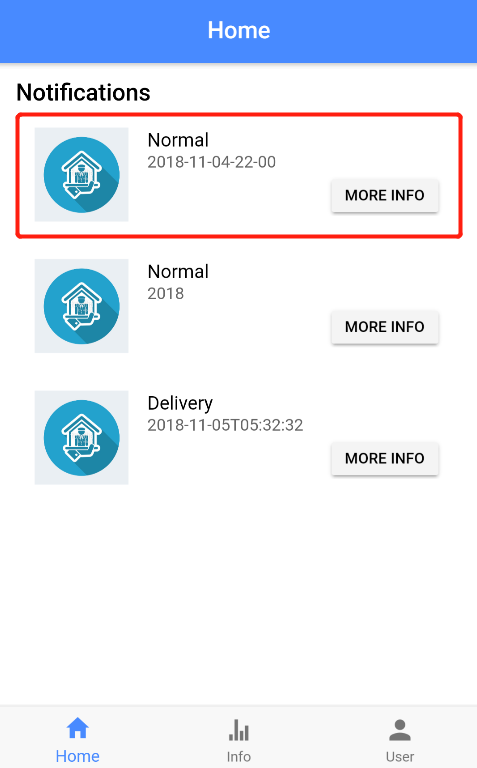 Home
Notifications
Normal
2018-11-04-22-00
MORE INFO
Normal
2018
MORE INFO
Delivery
2018-11-05T05:32:32
MORE INFO
Home
Info
User